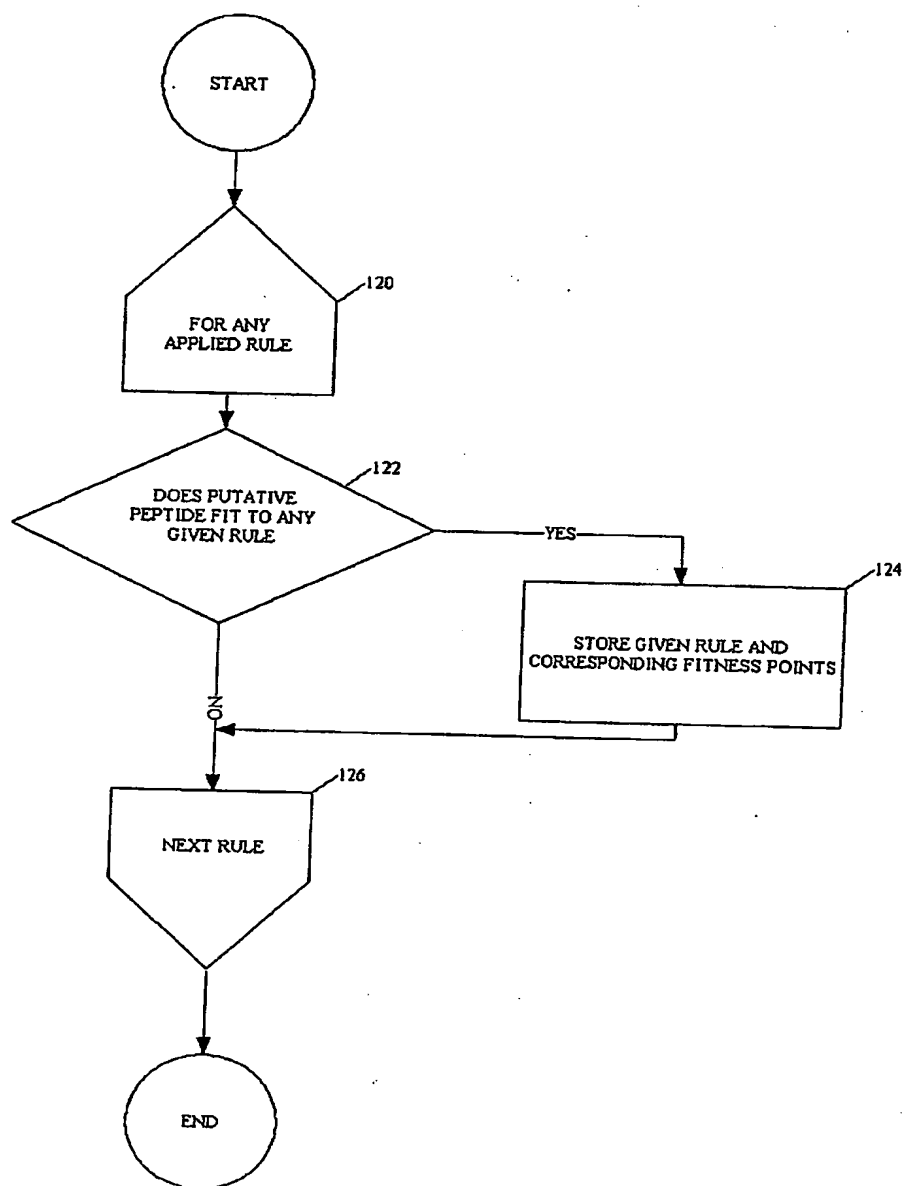 START
120
FOR ANY
APPLIED RULE
122
DOES PUTATIVE
PEPTIDE FIT TO ANY
GIVEN RULE
YES
124
STORE GIVEN RULE AND
CORRESPONDING FITNESS POINTS
NO
126
NEXT RULE
END